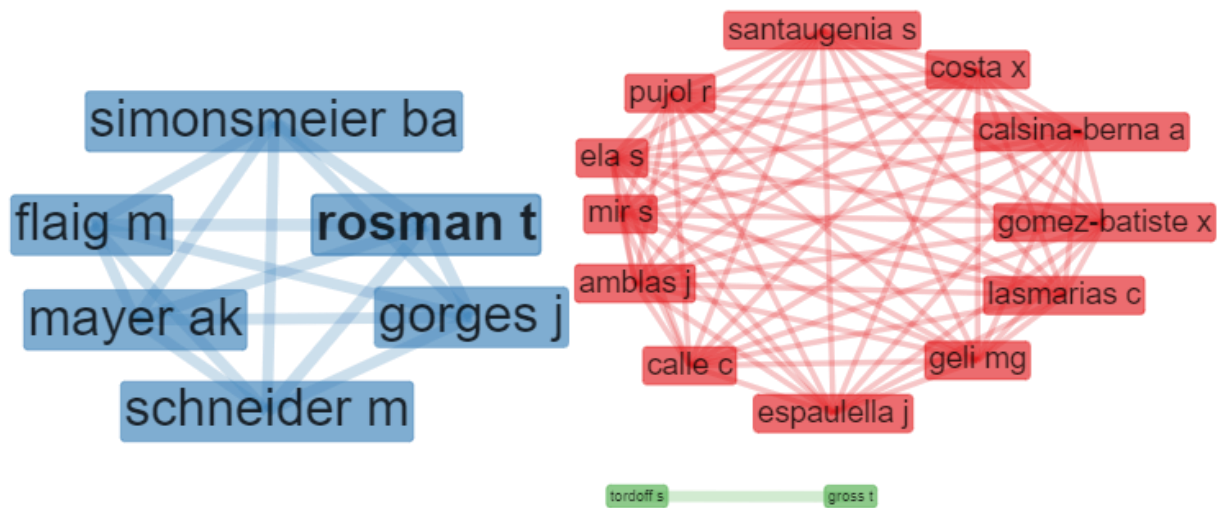 simonsmeier ba
flaig m
rosman t
mayer ak
gorges j
schneider m
santaugenia s
costa x
pujol r
calsina-berna a
ela s
mir s
gomez-batiste x
amblas j
lasmarias c
calle c
geli mg
espaulella j
tordoff s
gross t